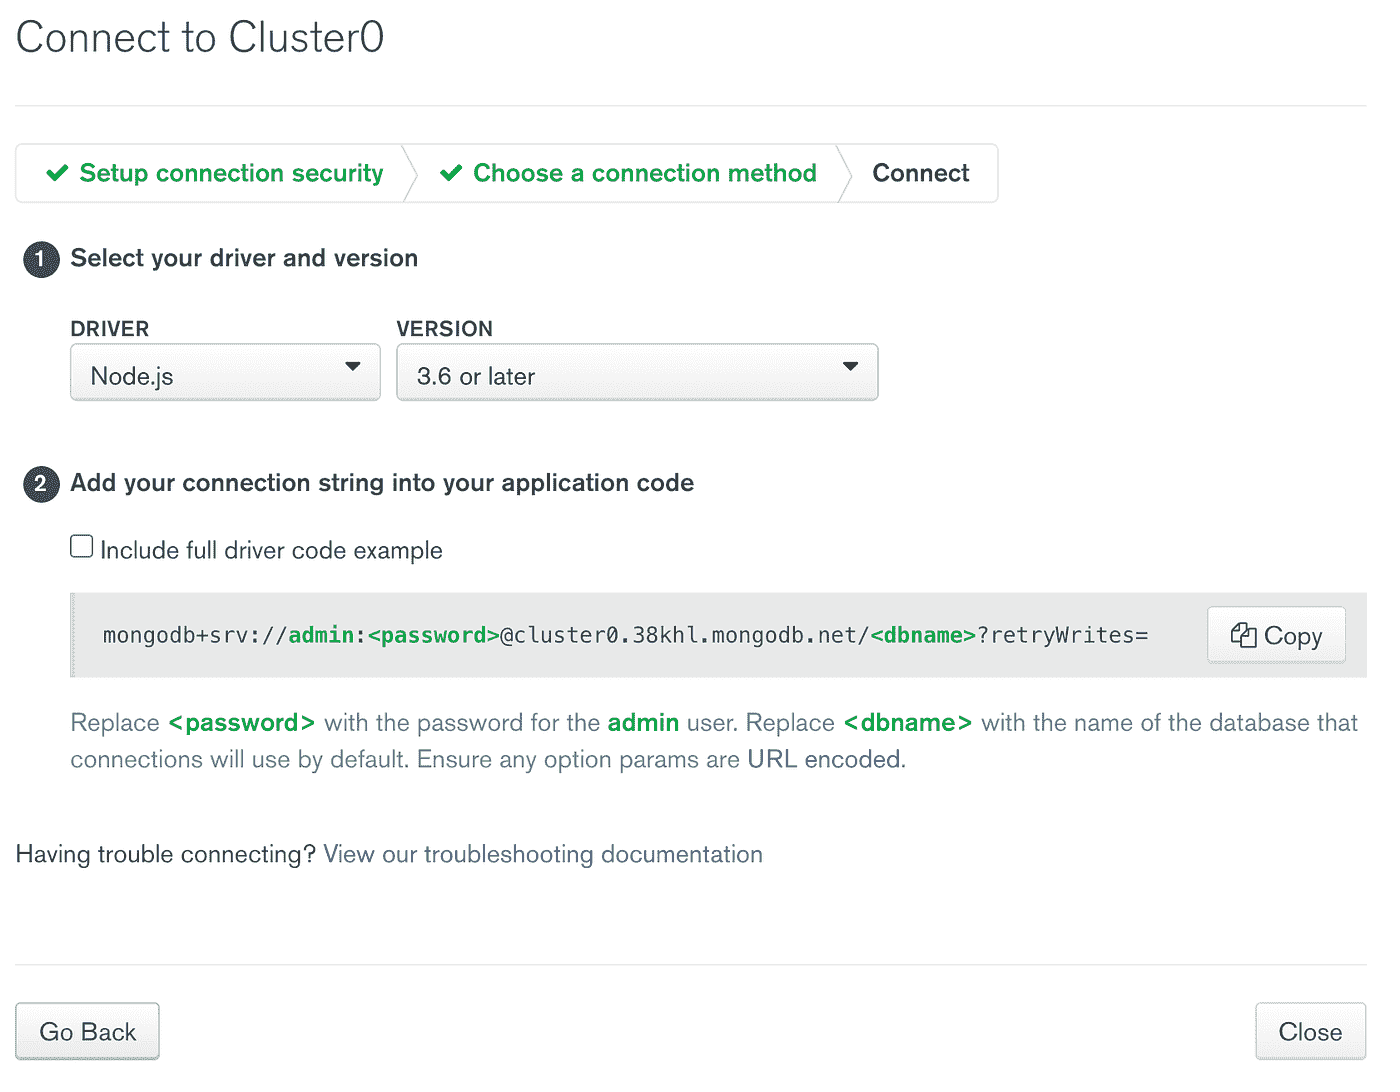 Connect to Cluster0
✔ Setup connection security
✔ Choose a connection method
Connect
1 Select your driver and version
DRIVER
VERSION
Node.js
3.6 or later
2 Add your connection string into your application code
Include full driver code example
mongodb+srv://admin:<password>@cluster0.38khl.mongodb.net/<dbname>?retryWrites=
Copy
Replace <password> with the password for the admin user. Replace <dbname> with the name of the database that
connections will use by default. Ensure any option params are URL encoded.
Having trouble connecting? View our troubleshooting documentation
Go Back
Close